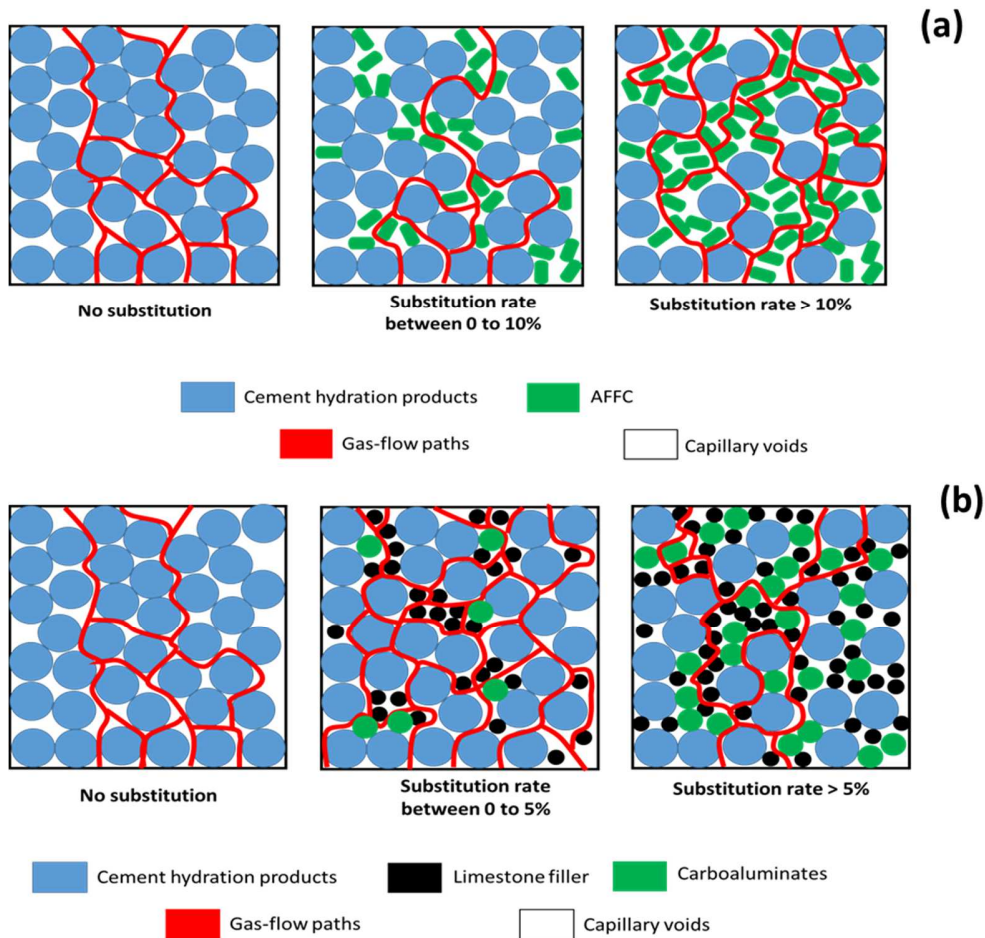 (a)
No substitution
Substitution rate
between 0 to 10%
Substitution rate > 10%
Cement hydration products
AFFC
Gas-flow paths
Capillary voids
(b)
No substitution
Substitution rate
between 0 to 5%
Substitution rate > 5%
Cement hydration products
Limestone filler
Carboaluminates
Gas-flow paths
Capillary voids